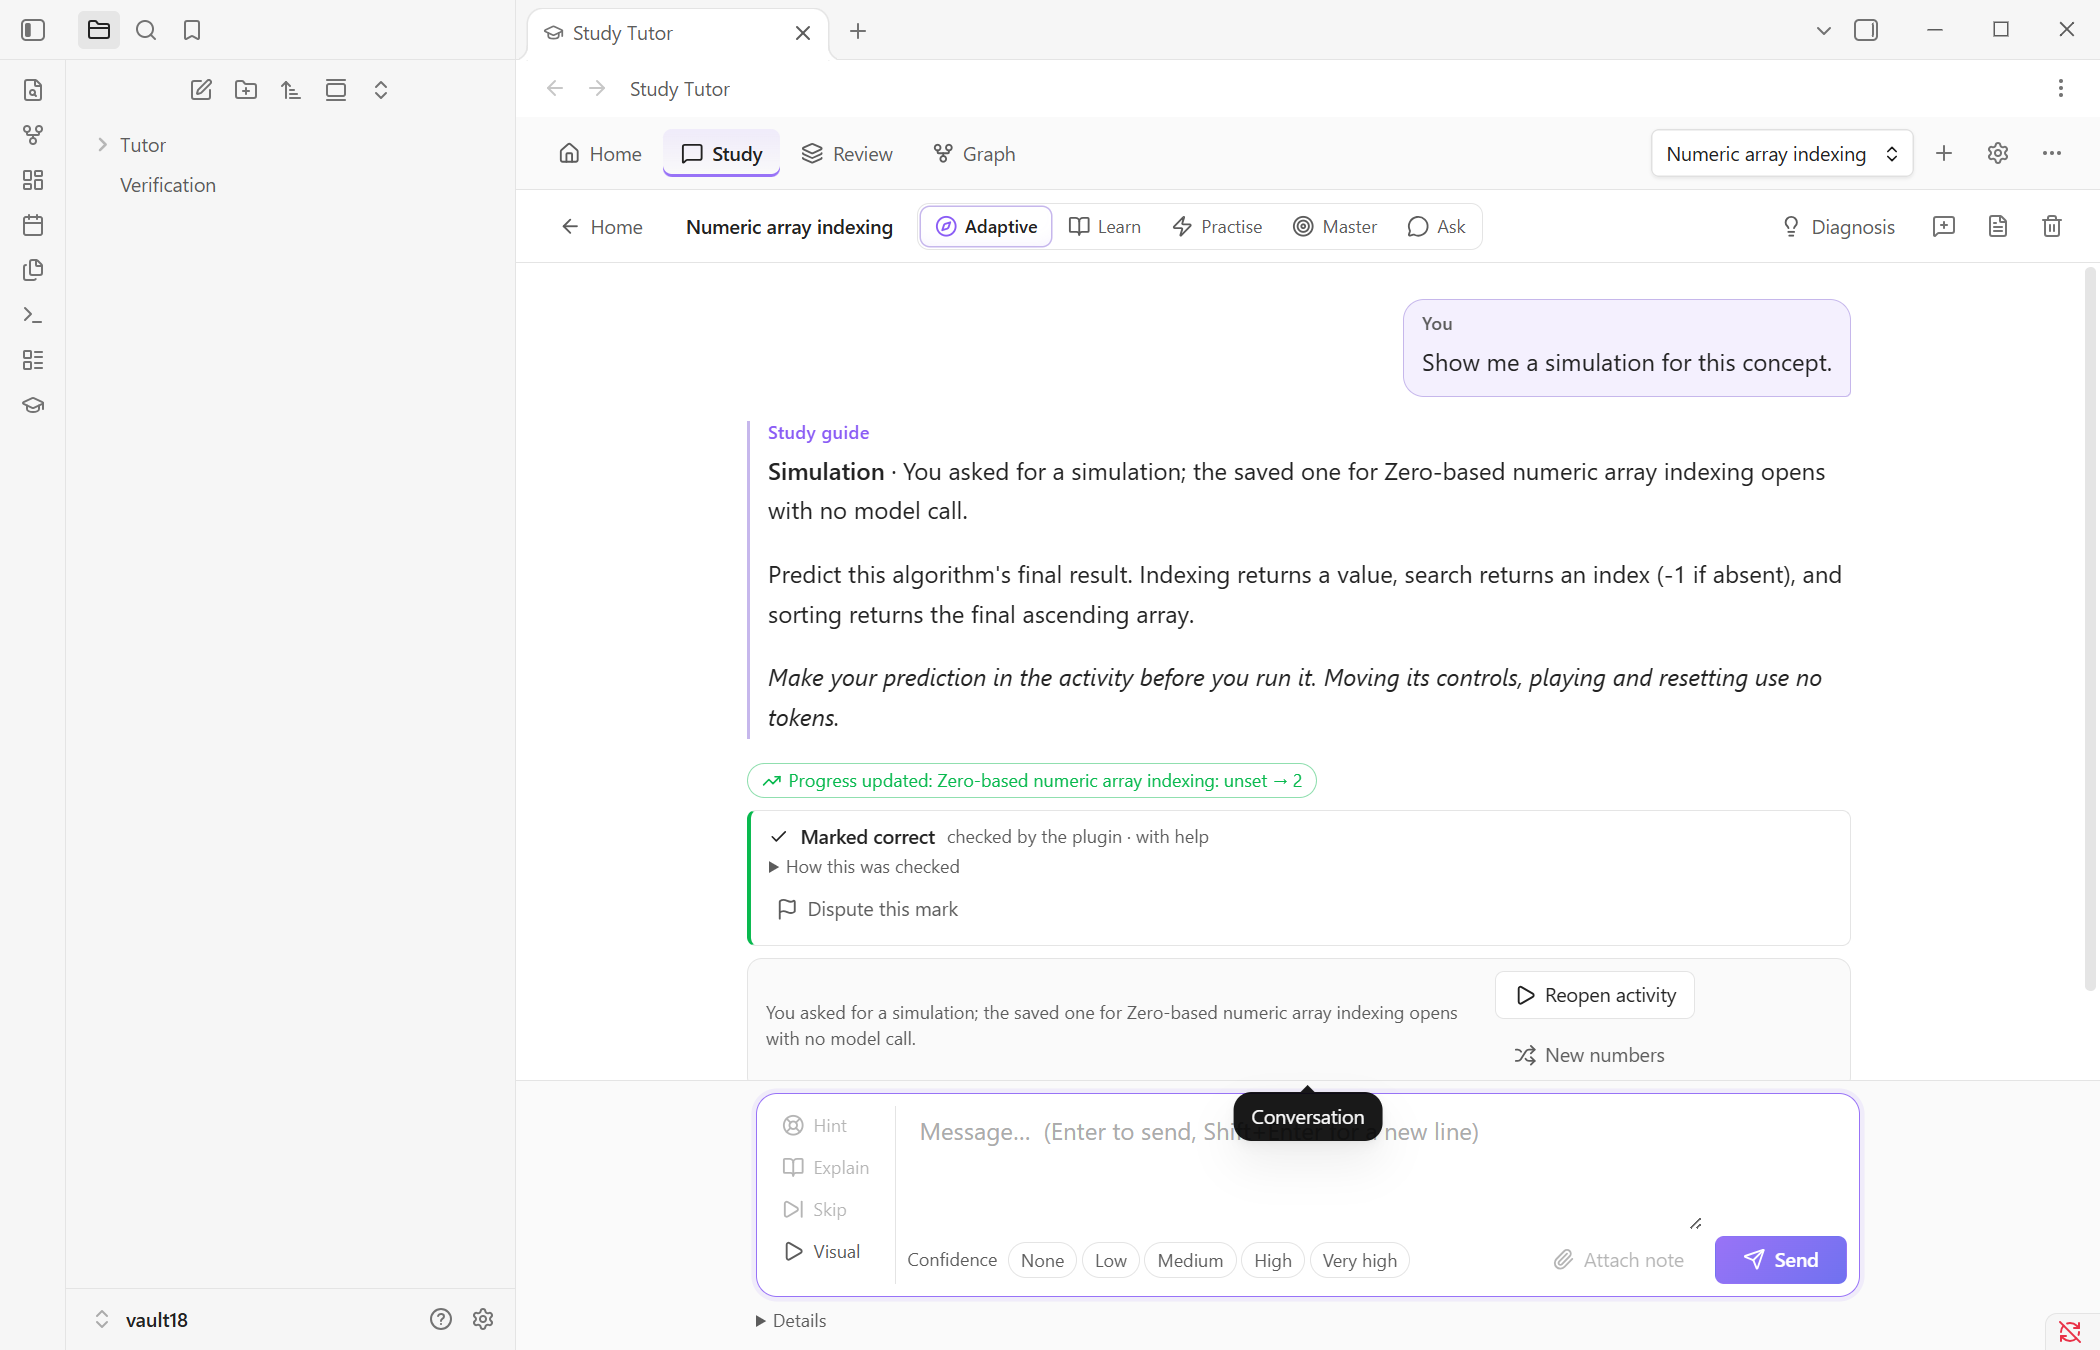 Study Tutor
Study Tutor
Home
Study
Review
Graph
Numeric array indexing
Tutor
Verification
Home
Numeric array indexing
Adaptive
Learn
Practise
Master
Ask
Diagnosis
You
Show me a simulation for this concept.
Study guide
Simulation · You asked for a simulation; the saved one for Zero-based numeric array indexing opens
with no model call.
Predict this algorithm's final result. Indexing returns a value, search returns an index (-1 if absent), and
sorting returns the final ascending array.
Make your prediction in the activity before you run it. Moving its controls, playing and resetting use no
tokens.
Progress updated: Zero-based numeric array indexing: unset → 2
Marked correct checked by the plugin · with help
How this was checked
Dispute this mark
You asked for a simulation; the saved one for Zero-based numeric array indexing opens
with no model call.
Reopen activity
New numbers
Conversation
Hint
Explain
Skip
Visual
Message... (Enter to send, Shift+Enter for a new line)
Confidence
None
Low
Medium
High
Very high
Attach note
Send
Details
vault18